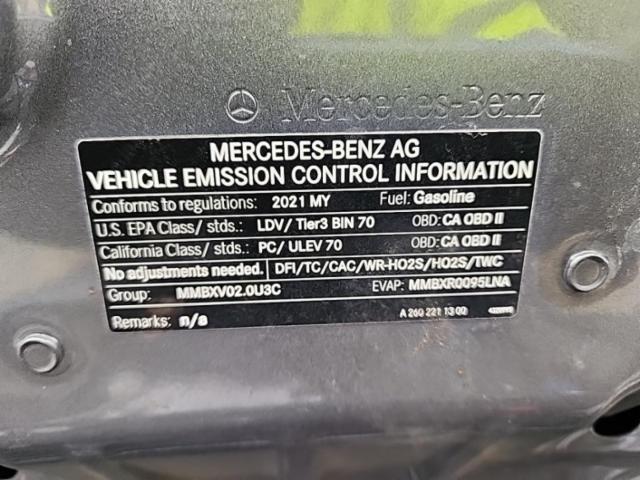 Mercedes-Benz
MERCEDES-BENZ AG
VEHICLE EMISSION CONTROL INFORMATION
Conforms to regulations: 2021 MY Fuel: Gasoline
U.S. EPA Class/ stds.: LDV/ Tier3 BIN 70 OBD: CA OBD II
California Class/ stds.: PC/ ULEV 70 OBD: CA OBD II
No adjustments needed. DFI/TC/CAC/WR-HO2S/HO2S/TWC
Group: MMBXV02.0U3C EVAP: MMBXR0095LNA
Remarks: n/a
A 260 221 13 00